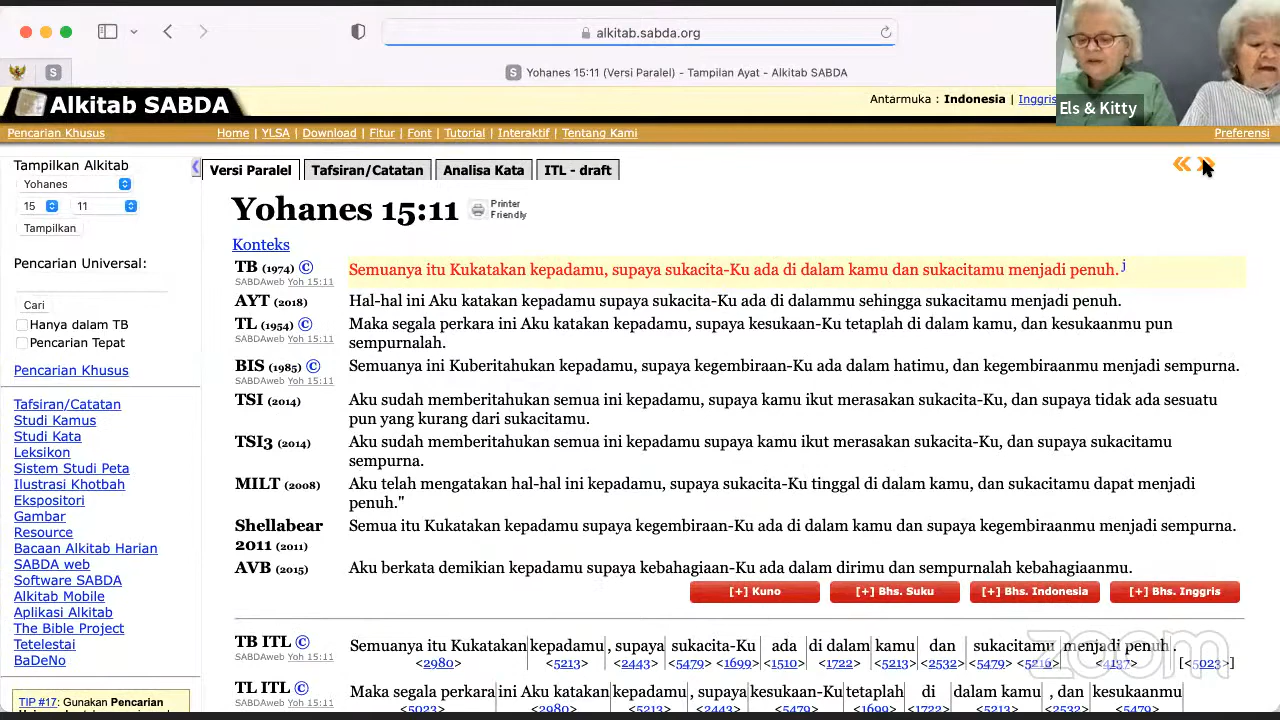 alkitab.sabda.org
S
S Yohanes 15:11 (Versi Paralel) - Tampilan Ayat - Alkitab SABDA
Els & Kitty
Alkitab SABDA
Antarmuka : Indonesia | Inggris
Pencarian Khusus
Home | YLSA | Download | Fitur | Font | Tutorial | Interaktif | Tentang Kami
Preferensi
Tampilkan Alkitab
Yohanes
15 11
Tampilkan
Pencarian Universal:
Cari
Hanya dalam TB
Pencarian Tepat
Pencarian Khusus
Tafsiran/Catatan
Studi Kamus
Studi Kata
Leksikon
Sistem Studi Peta
Ilustrasi Khotbah
Ekspositori
Gambar
Resource
Bacaan Alkitab Harian
SABDA web
Software SABDA
Alkitab Mobile
Aplikasi Alkitab
The Bible Project
Tetelestai
BaDeNo
TIP #17: Gunakan Pencarian
Versi Paralel Tafsiran/Catatan Analisa Kata ITL - draft
« »
Yohanes 15:11
Printer
Friendly
Konteks
TB (1974) © Semuanya itu Kukatakan kepadamu, supaya sukacita-Ku ada di dalam kamu dan sukacitamu menjadi penuh. j
SABDAweb Yoh 15:11
AYT (2018) Hal-hal ini Aku katakan kepadamu supaya sukacita-Ku ada di dalammu sehingga sukacitamu menjadi penuh.
TL (1954) © Maka segala perkara ini Aku katakan kepadamu, supaya kesukaan-Ku tetaplah di dalam kamu, dan kesukaanmu pun
SABDAweb Yoh 15:11 sempurnalah.
BIS (1985) © Semuanya ini Kuberitahukan kepadamu, supaya kegembiraan-Ku ada dalam hatimu, dan kegembiraanmu menjadi sempurna.
SABDAweb Yoh 15:11
TSI (2014) Aku sudah memberitahukan semua ini kepadamu, supaya kamu ikut merasakan sukacita-Ku, dan supaya tidak ada sesuatu
pun yang kurang dari sukacitamu.
TSI3 (2014) Aku sudah memberitahukan semua ini kepadamu supaya kamu ikut merasakan sukacita-Ku, dan supaya sukacitamu
sempurna.
MILT (2008) Aku telah mengatakan hal-hal ini kepadamu, supaya sukacita-Ku tinggal di dalam kamu, dan sukacitamu dapat menjadi
penuh."
Shellabear Semua itu Kukatakan kepadamu supaya kegembiraan-Ku ada di dalam kamu dan supaya kegembiraanmu menjadi sempurna.
2011 (2011)
AVB (2015) Aku berkata demikian kepadamu supaya kebahagiaan-Ku ada dalam dirimu dan sempurnalah kebahagiaanmu.
[+] Kuno [+] Bhs. Suku [+] Bhs. Indonesia [+] Bhs. Inggris
TB ITL © Semuanya itu Kukatakan kepadamu , supaya sukacita-Ku ada di dalam kamu dan sukacitamu menjadi penuh .
SABDAweb Yoh 15:11 <2980> <5213> <2443> <5479> <1699> <1510> <1722> <5213> <2532> <5479> <5216> <4137> [<5023>]
TL ITL © Maka segala perkara ini Aku katakan kepadamu , supaya kesukaan-Ku tetaplah di dalam kamu , dan kesukaanmu
SABDAweb Yoh 15:11 <5023> <2980> <5213> <2443> <5479> <1699> <1722> <5213> <2532> <5479>
zoom